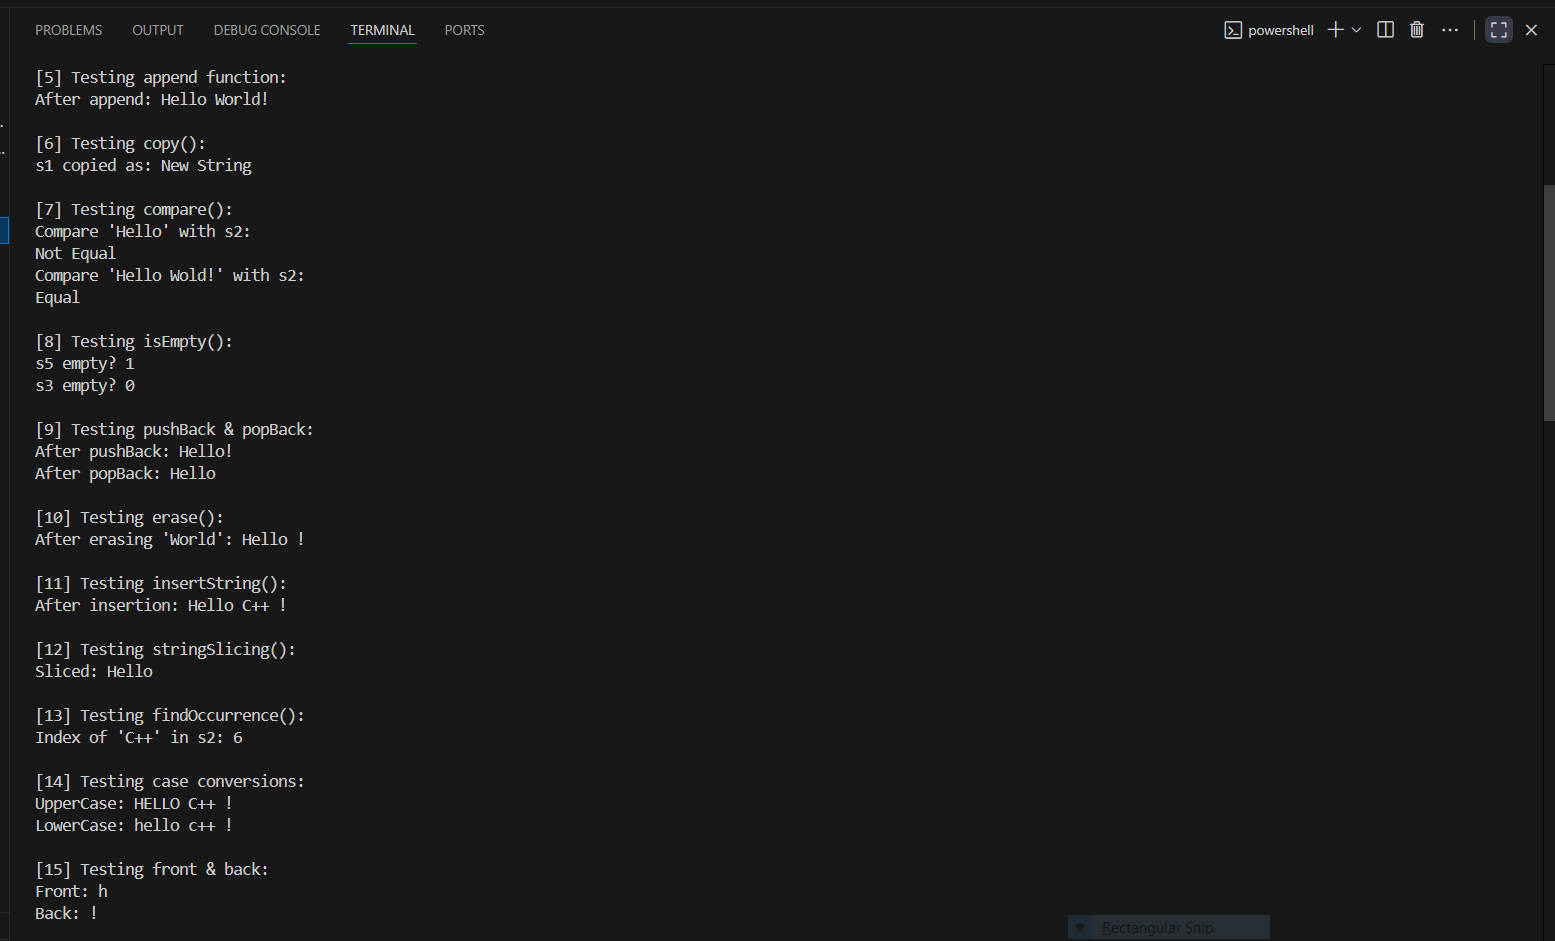 PROBLEMS OUTPUT DEBUG CONSOLE TERMINAL PORTS powershell
[5] Testing append function:
After append: Hello World!
[6] Testing copy():
s1 copied as: New String
[7] Testing compare():
Compare 'Hello' with s2:
Not Equal
Compare 'Hello Wold!' with s2:
Equal
[8] Testing isEmpty():
s5 empty? 1
s3 empty? 0
[9] Testing pushBack & popBack:
After pushBack: Hello!
After popBack: Hello
[10] Testing erase():
After erasing 'World': Hello !
[11] Testing insertString():
After insertion: Hello C++ !
[12] Testing stringSlicing():
Sliced: Hello
[13] Testing findOccurrence():
Index of 'C++' in s2: 6
[14] Testing case conversions:
UpperCase: HELLO C++ !
LowerCase: hello c++ !
[15] Testing front & back:
Front: h
Back: !
Rectangular Snip